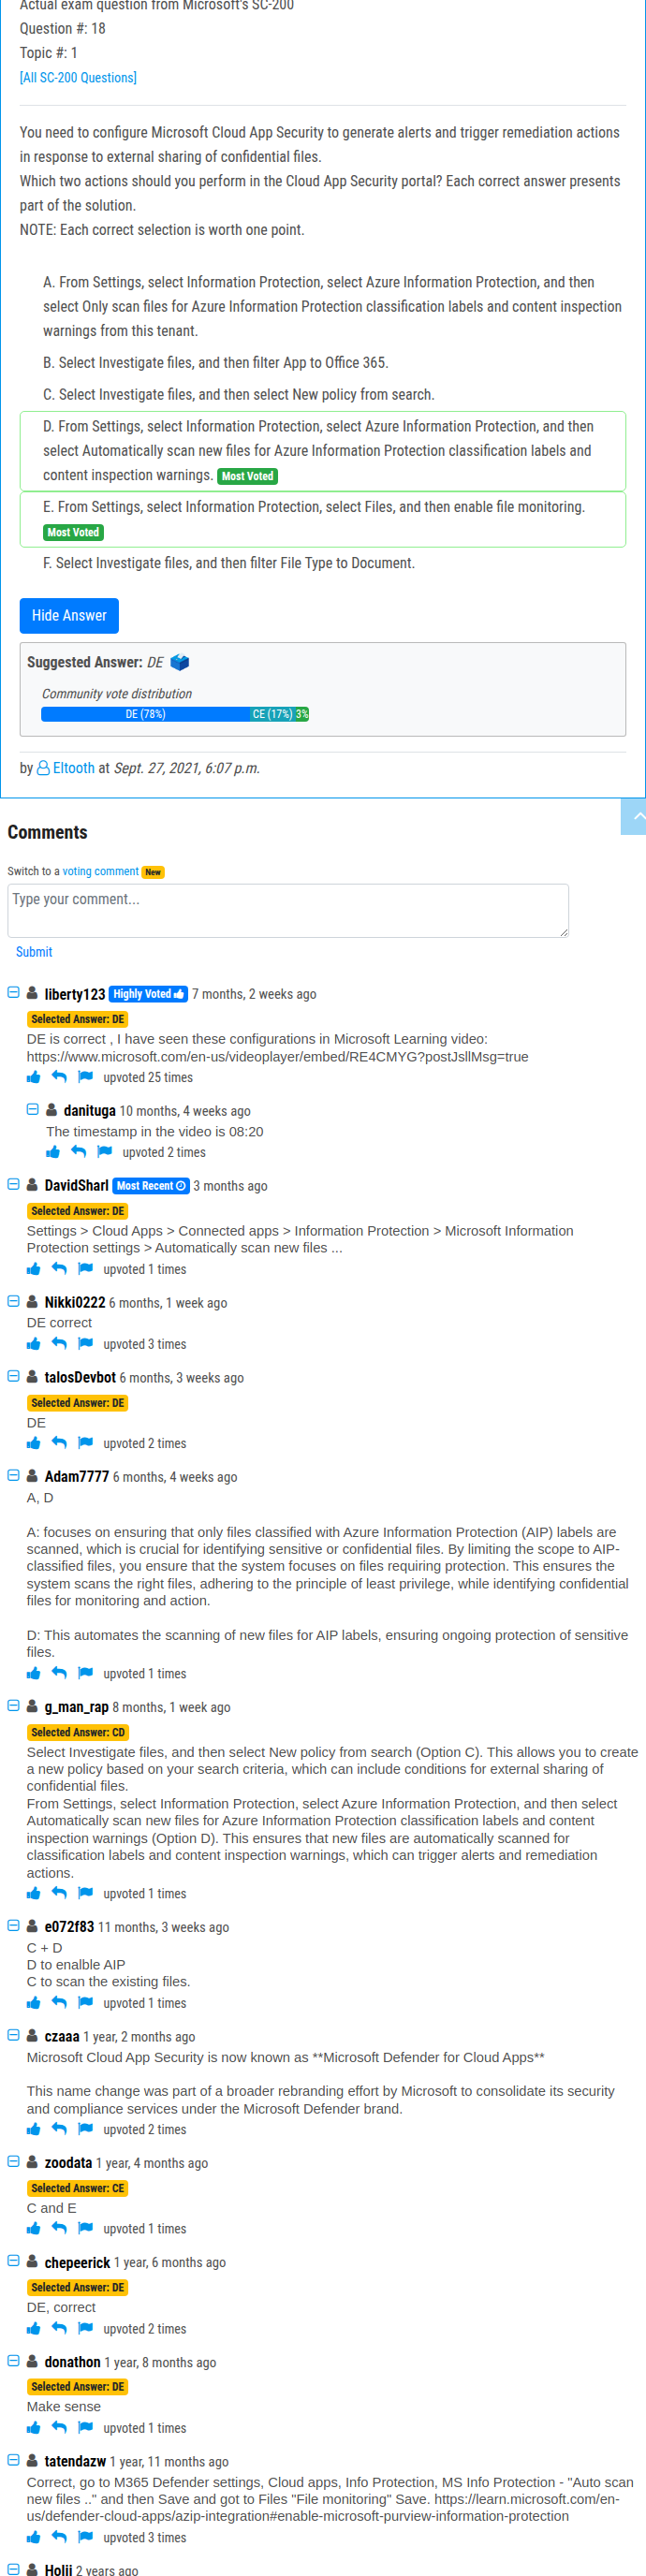 Actual exam question from Microsoft's SC-200
Question #: 18
Topic #: 1
[All SC-200 Questions]
You need to configure Microsoft Cloud App Security to generate alerts and trigger remediation actions
in response to external sharing of confidential files.
Which two actions should you perform in the Cloud App Security portal? Each correct answer presents
part of the solution.
NOTE: Each correct selection is worth one point.
A. From Settings, select Information Protection, select Azure Information Protection, and then
select Only scan files for Azure Information Protection classification labels and content inspection
warnings from this tenant.
B. Select Investigate files, and then filter App to Office 365.
C. Select Investigate files, and then select New policy from search.
D. From Settings, select Information Protection, select Azure Information Protection, and then
select Automatically scan new files for Azure Information Protection classification labels and
content inspection warnings. Most Voted
E. From Settings, select Information Protection, select Files, and then enable file monitoring.
Most Voted
F. Select Investigate files, and then filter File Type to Document.
Hide Answer
Suggested Answer: DE
Community vote distribution
DE (78%) CE (17%) 3%
by Eltooth at Sept. 27, 2021, 6:07 p.m.
Comments
Switch to a voting comment New
Type your comment...
Submit
liberty123 Highly Voted 7 months, 2 weeks ago
Selected Answer: DE
DE is correct , I have seen these configurations in Microsoft Learning video:
https://www.microsoft.com/en-us/videoplayer/embed/RE4CMYG?postJsllMsg=true
upvoted 25 times
danituga 10 months, 4 weeks ago
The timestamp in the video is 08:20
upvoted 2 times
DavidSharl Most Recent 3 months ago
Selected Answer: DE
Settings > Cloud Apps > Connected apps > Information Protection > Microsoft Information
Protection settings > Automatically scan new files ...
upvoted 1 times
Nikki0222 6 months, 1 week ago
DE correct
upvoted 3 times
talosDevbot 6 months, 3 weeks ago
Selected Answer: DE
DE
upvoted 2 times
Adam7777 6 months, 4 weeks ago
A, D
A: focuses on ensuring that only files classified with Azure Information Protection (AIP) labels are
scanned, which is crucial for identifying sensitive or confidential files. By limiting the scope to AIP-
classified files, you ensure that the system focuses on files requiring protection. This ensures the
system scans the right files, adhering to the principle of least privilege, while identifying confidential
files for monitoring and action.
D: This automates the scanning of new files for AIP labels, ensuring ongoing protection of sensitive
files.
upvoted 1 times
g_man_rap 8 months, 1 week ago
Selected Answer: CD
Select Investigate files, and then select New policy from search (Option C). This allows you to create
a new policy based on your search criteria, which can include conditions for external sharing of
confidential files.
From Settings, select Information Protection, select Azure Information Protection, and then select
Automatically scan new files for Azure Information Protection classification labels and content
inspection warnings (Option D). This ensures that new files are automatically scanned for
classification labels and content inspection warnings, which can trigger alerts and remediation
actions.
upvoted 1 times
e072f83 11 months, 3 weeks ago
C + D
D to enalble AIP
C to scan the existing files.
upvoted 1 times
czaaa 1 year, 2 months ago
Microsoft Cloud App Security is now known as **Microsoft Defender for Cloud Apps**
This name change was part of a broader rebranding effort by Microsoft to consolidate its security
and compliance services under the Microsoft Defender brand.
upvoted 2 times
zoodata 1 year, 4 months ago
Selected Answer: CE
C and E
upvoted 1 times
chepeerick 1 year, 6 months ago
Selected Answer: DE
DE, correct
upvoted 2 times
donathon 1 year, 8 months ago
Selected Answer: DE
Make sense
upvoted 1 times
tatendazw 1 year, 11 months ago
Correct, go to M365 Defender settings, Cloud apps, Info Protection, MS Info Protection - "Auto scan
new files .." and then Save and got to Files "File monitoring" Save. https://learn.microsoft.com/en-
us/defender-cloud-apps/azip-integration#enable-microsoft-purview-information-protection
upvoted 3 times
Holii 2 years ago